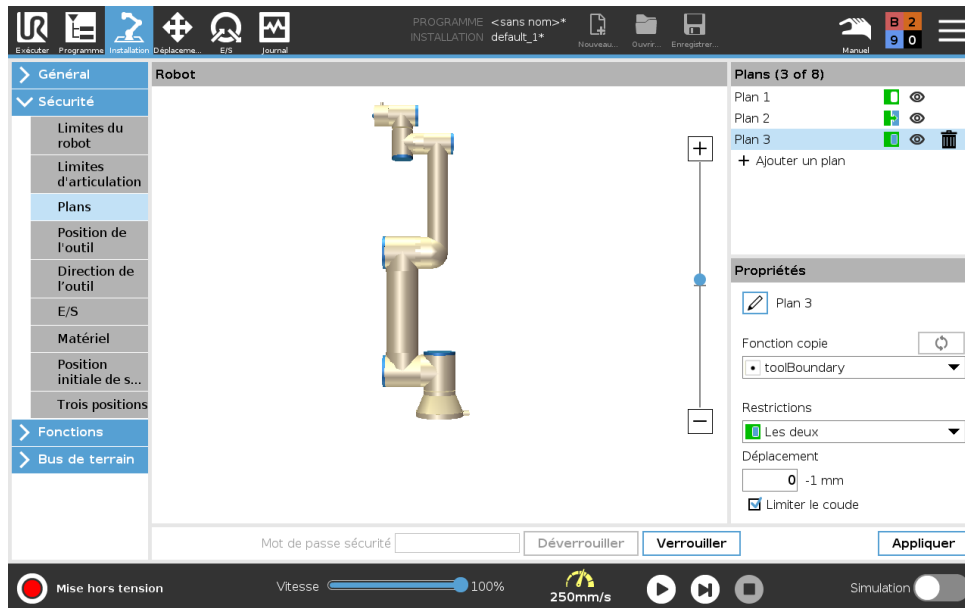 PROGRAMME <sans nom>*
INSTALLATION default_1*
Exécuter Programme Installation Déplaceme... E/S Journal
Nouveau... Ouvrir... Enregistrer...
Manuel
B 2
9 0
Général
Sécurité
Limites du
robot
Limites
d'articulation
Plans
Position de
l'outil
Direction de
l’outil
E/S
Matériel
Position
initiale de s...
Trois positions
Fonctions
Bus de terrain
Robot
+
−
Plans (3 of 8)
Plan 1
Plan 2
Plan 3
+ Ajouter un plan
Propriétés
Plan 3
Fonction copie
toolBoundary
Restrictions
Les deux
Déplacement
0 -1 mm
Limiter le coude
Mot de passe sécurité
Déverrouiller
Verrouiller
Appliquer
Mise hors tension
Vitesse
100%
250mm/s
Simulation